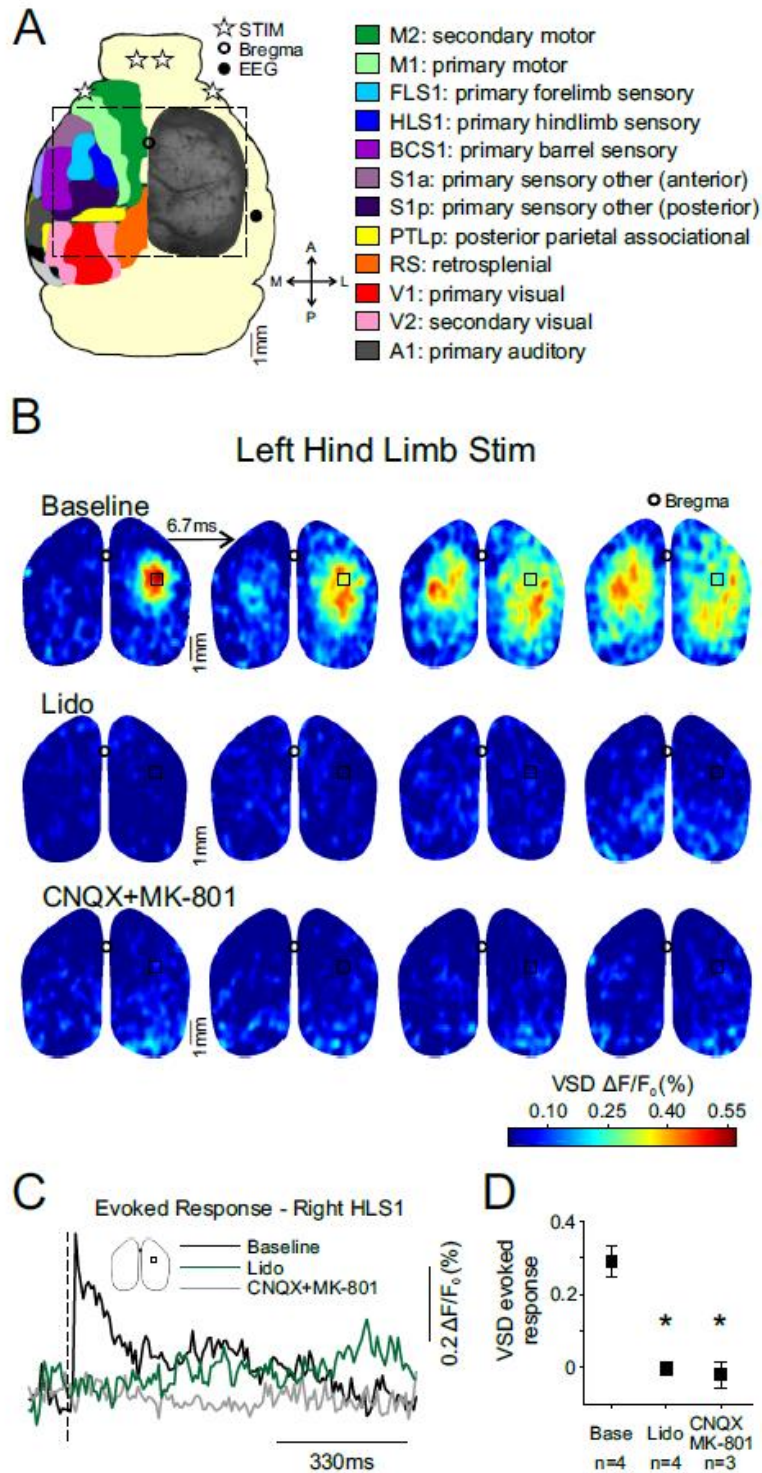 A
STIM
Bregma
EEG
M2: secondary motor
M1: primary motor
FLS1: primary forelimb sensory
HLS1: primary hindlimb sensory
BCS1: primary barrel sensory
S1a: primary sensory other (anterior)
S1p: primary sensory other (posterior)
PTLp: posterior parietal associational
RS: retrosplenial
V1: primary visual
V2: secondary visual
A1: primary auditory
A
M L
P
1mm
B
Left Hind Limb Stim
Baseline
6.7ms
Bregma
1mm
Lido
1mm
CNQX+MK-801
1mm
VSD ΔF/F₀(%)
0.10 0.25 0.40 0.55
C
Evoked Response - Right HLS1
Baseline
Lido
CNQX+MK-801
0.2 ΔF/F₀(%)
330ms
D
VSD evoked
response
0.4
0.2
0
* *
Base Lido CNQX
MK-801
n=4 n=4 n=3